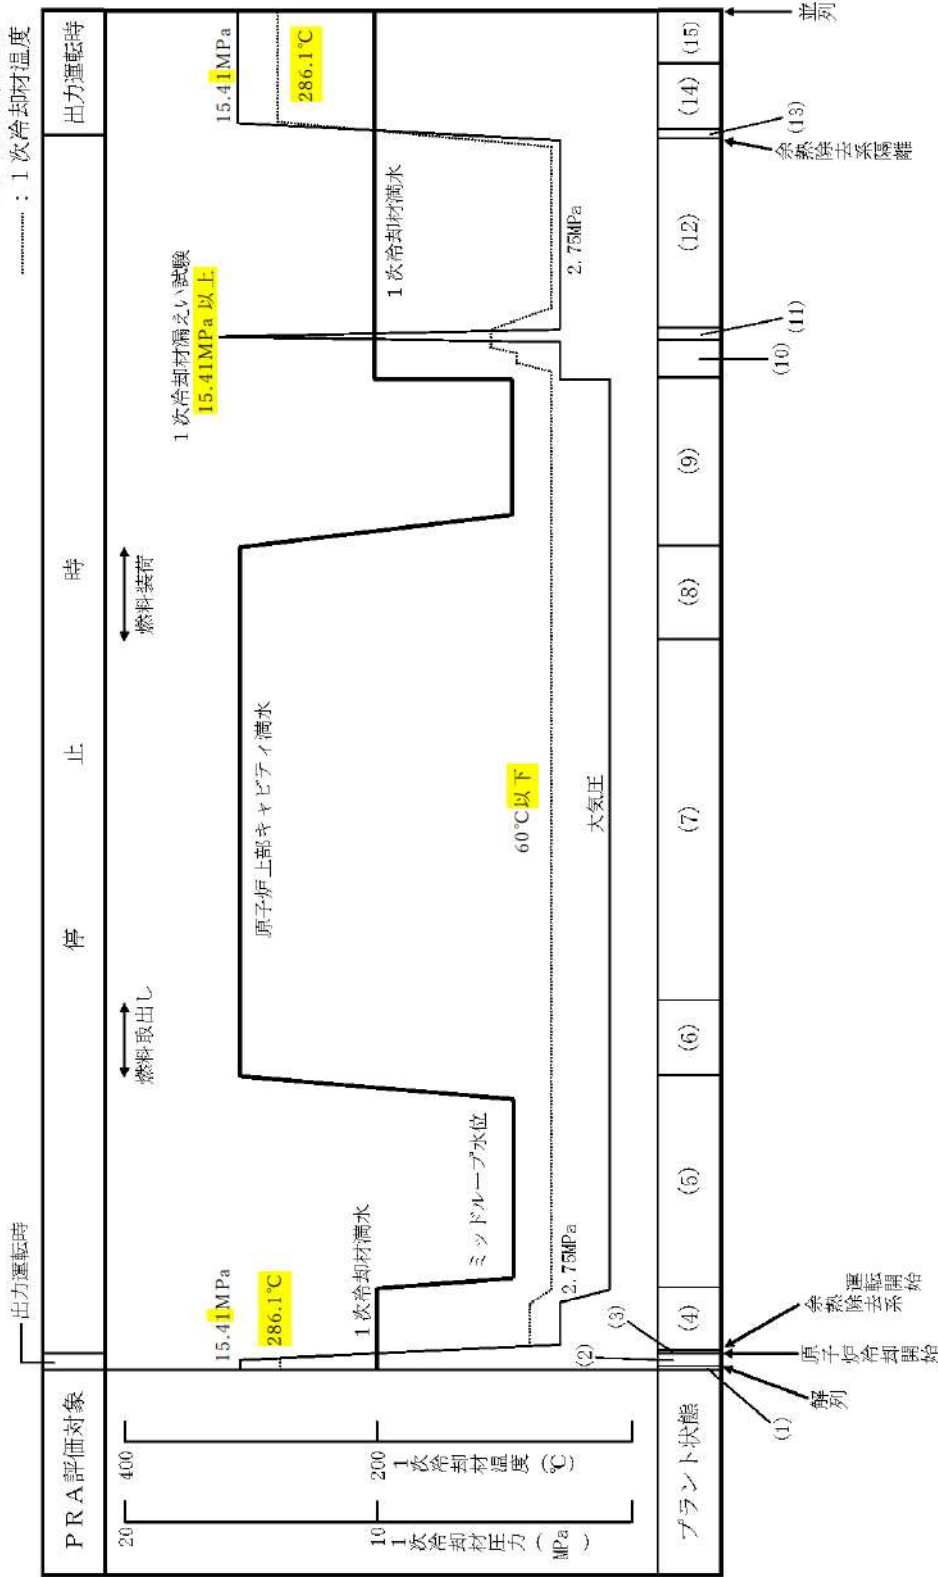 ……… : １次冷却材温度
出力運転時
PRA評価対象
停
止
時
出力運転時
20
400
10
200
１次冷却材圧力（MPa）
１次冷却材温度（℃）
15.41MPa
286.1℃
１次冷却材満水
ミッドループ水位
2.75MPa
燃料取出し
原子炉上部キャビティ満水
60℃以下
大気圧
燃料装荷
１次冷却材漏えい試験
15.41MPa 以上
１次冷却材満水
2.75MPa
15.41MPa
286.1℃
プラント状態
(1)
(2)
(3)
(4)
(5)
(6)
(7)
(8)
(9)
(10)
(11)
(12)
(13)
(14)
(15)
解列
原子炉冷却開始
余熱除去系
運転開始
余熱除去系隔離
並列